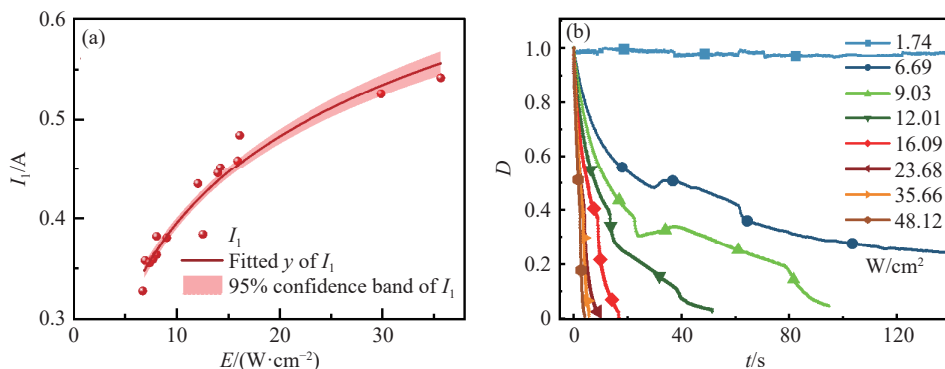 (a)
0.6
0.5
0.4
0.3
I₁/A
0
10
20
30
E/(W·cm⁻²)
I₁
Fitted y of I₁
95% confidence band of I₁
(b)
1.0
0.8
0.6
0.4
0.2
0
D
0
40
80
120
t/s
1.74
6.69
9.03
12.01
16.09
23.68
35.66
48.12
W/cm²